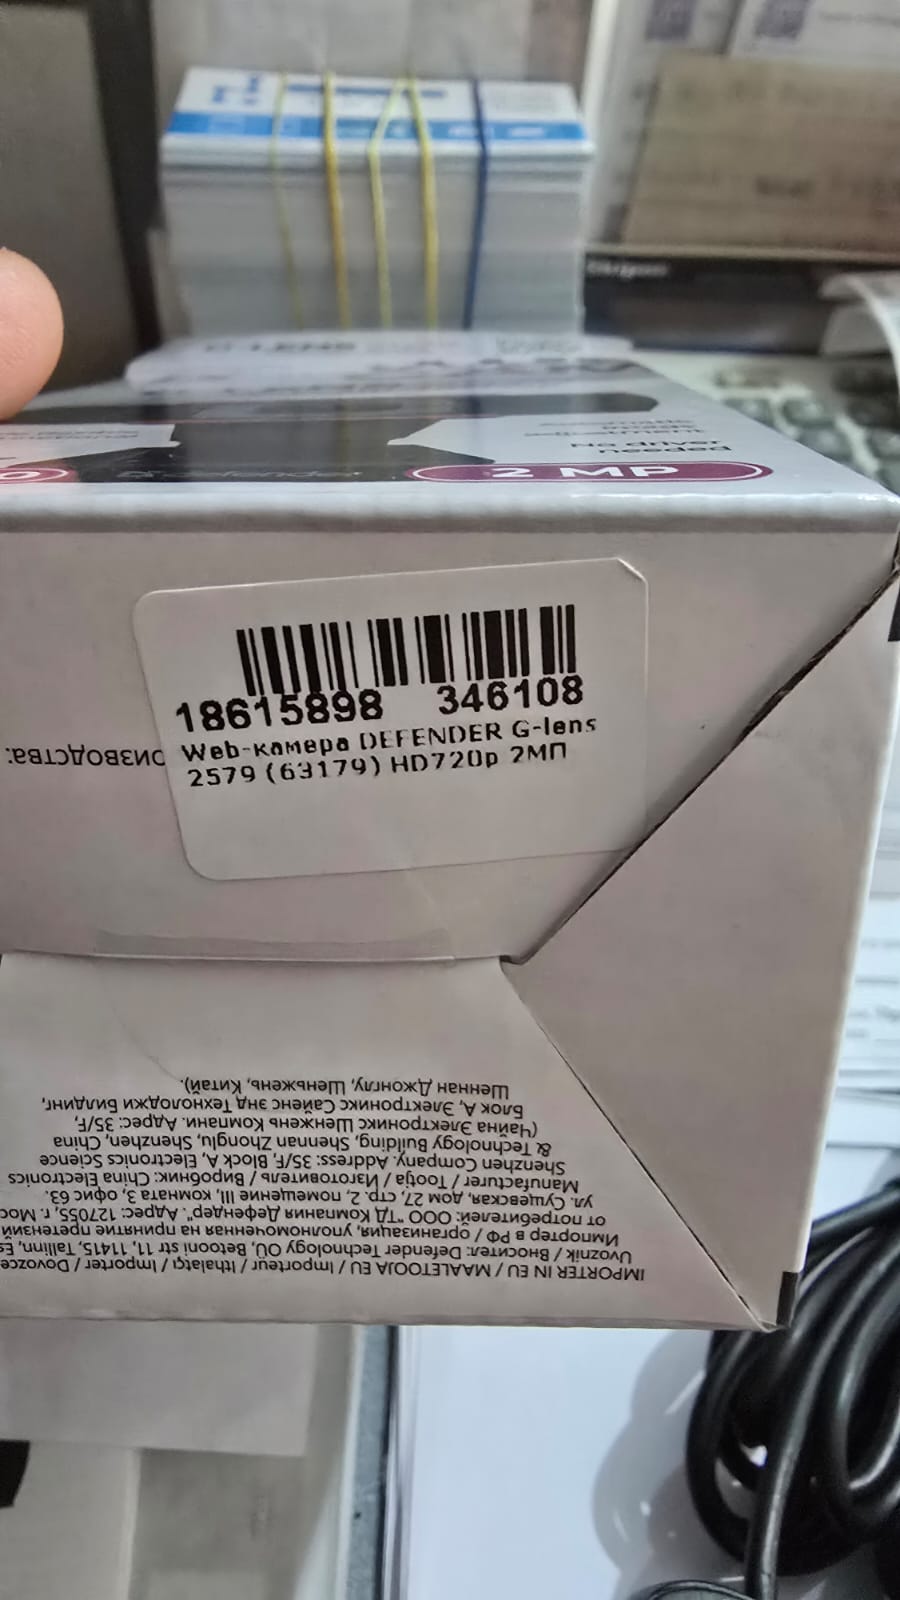 LENS
No driver
needed
2 MP
18615898 346108
Web-камера DEFENDER G-lens
2579 (63179) HD720p 2МП
оизводства:
IMPORTER IN EU / MAALETOOJA EU / Importeur / Ithalatçı / Importer / Dovozce
Uvoznik / Вносител: Defender Technology OÜ, Betooni str 11, 11415, Tallinn, Es
Импортер в РФ / организация, уполномоченная на принятие претензий
от потребителей: ООО "ТД Компания Дефендер". Адрес: 127055, г. Мос
ул. Сущевская, дом 27, стр. 2, помещение III, комната 3, офис 63.
Manufacturer / Tootja / Изготовитель / Виробник: China Electronics
Shenzhen Company. Address: 35/F, Block A, Electronics Science
& Technology Building, Shennan Zhonglu, Shenzhen, China
(Чайна Электроникс Шенжень Компани. Адрес: 35/F,
Блок А, Электроникс Сайенс энд Технолоджи Билдинг,
Шеннан Джонглу, Шеньжень, Китай).